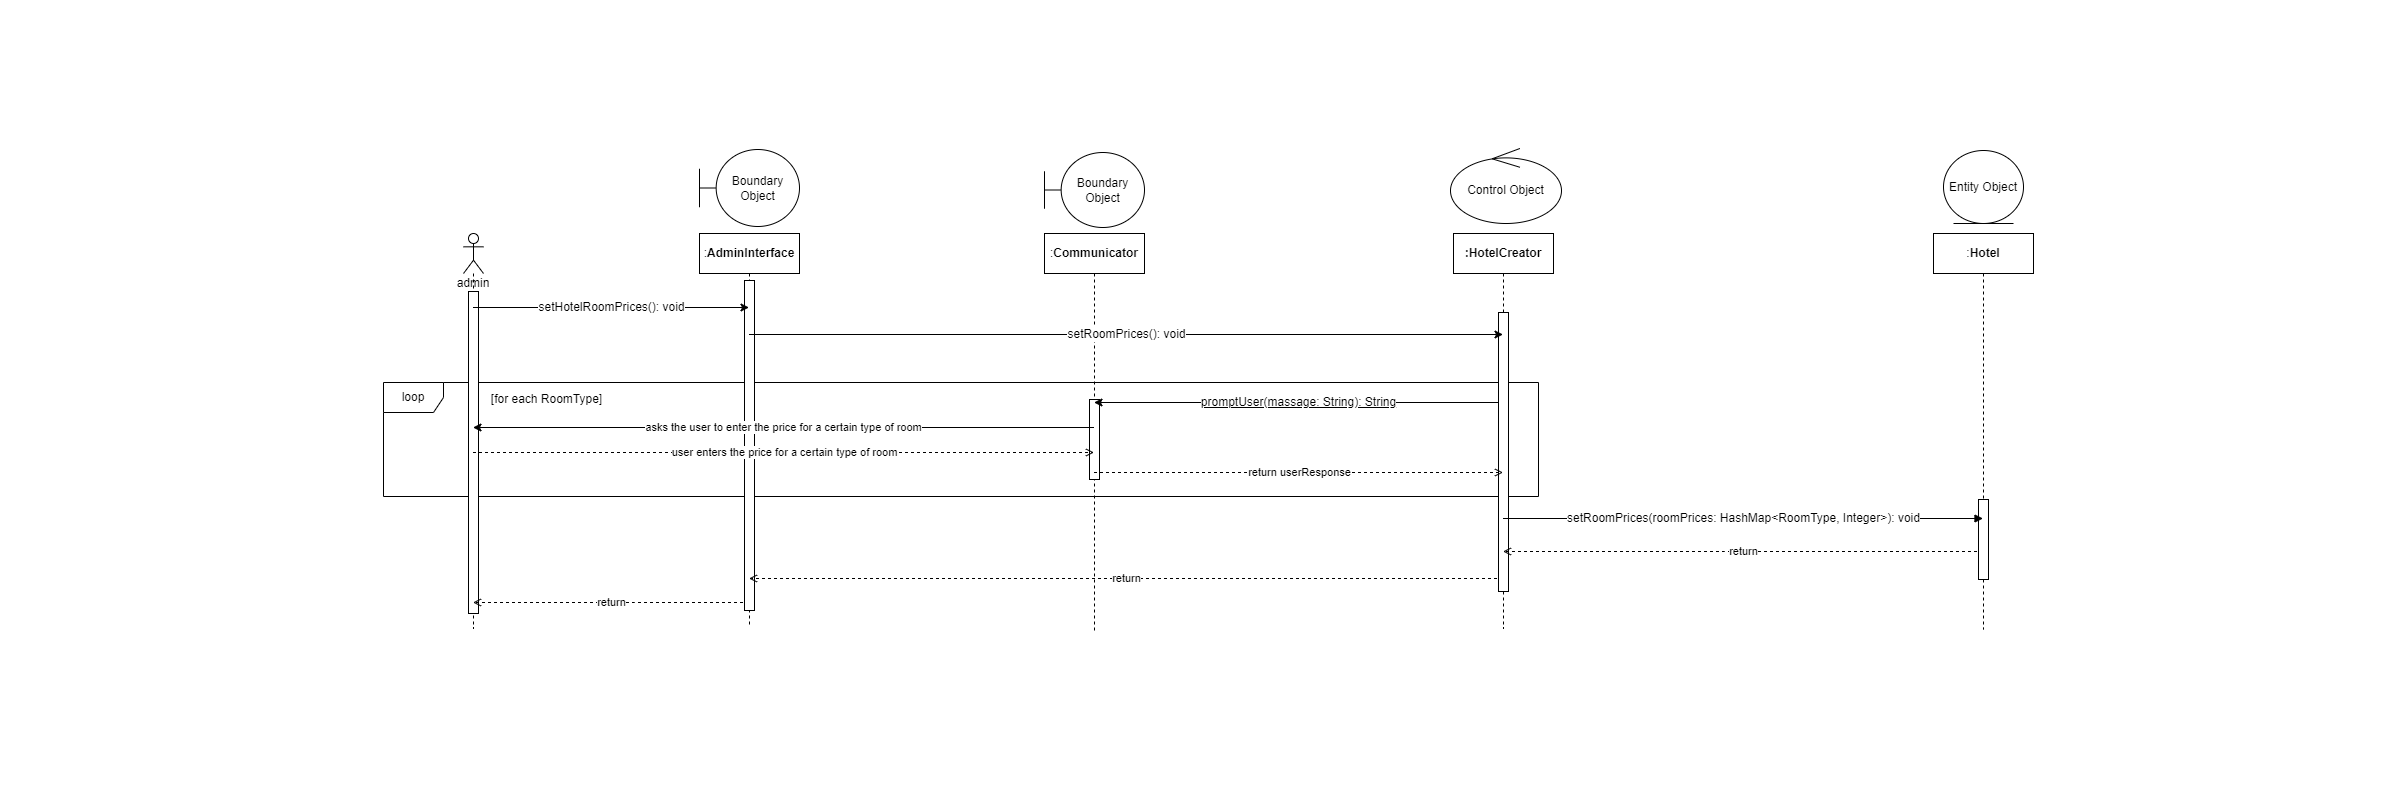 Boundary
Object
Boundary
Object
Control Object
Entity Object
:AdminInterface
:Communicator
:HotelCreator
:Hotel
admin
setHotelRoomPrices(): void
setRoomPrices(): void
loop
[for each RoomType]
promptUser(massage: String): String
asks the user to enter the price for a certain type of room
user enters the price for a certain type of room
return userResponse
setRoomPrices(roomPrices: HashMap<RoomType, Integer>): void
return
return
return